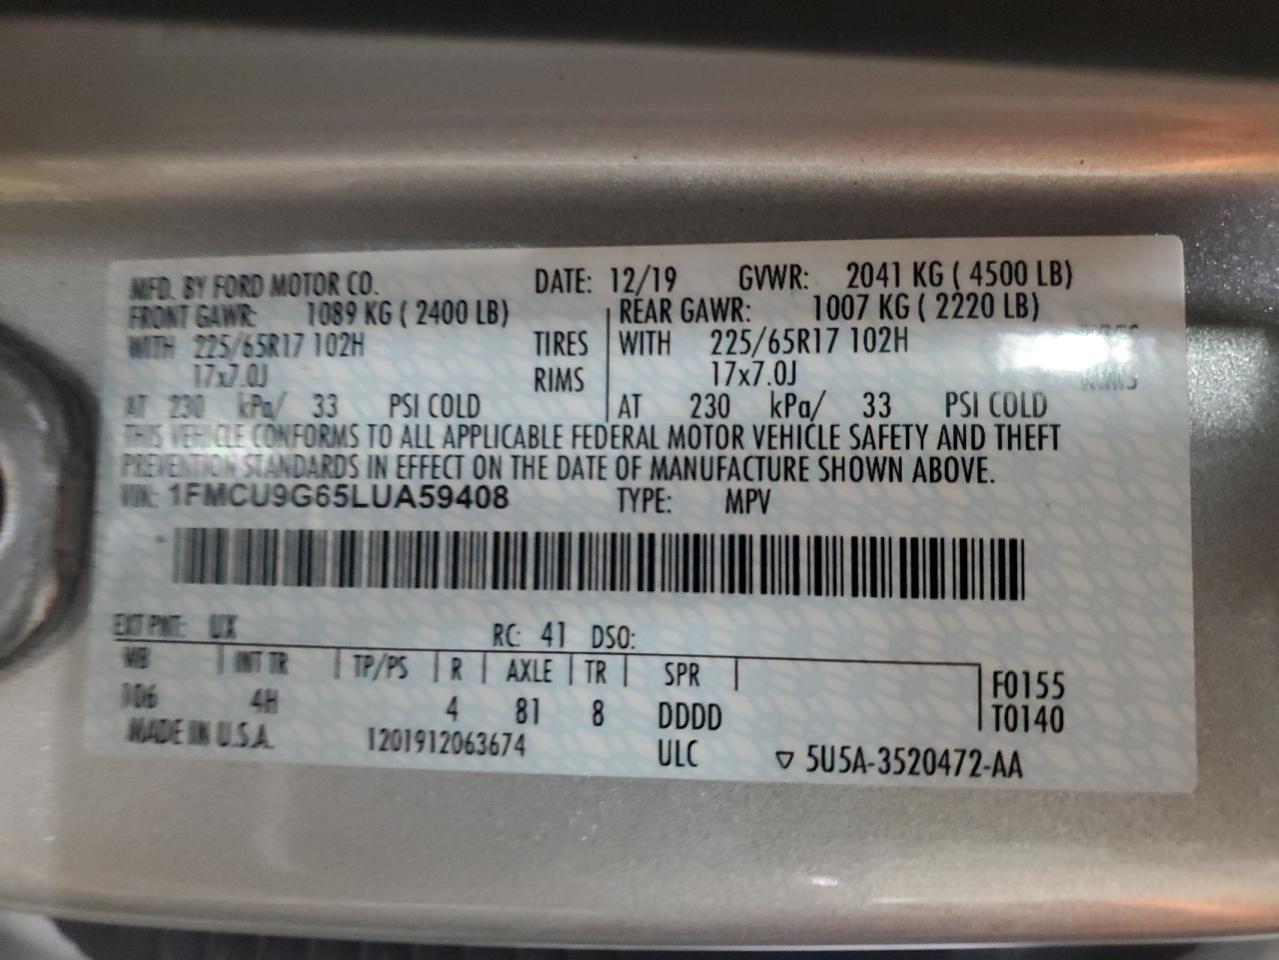 MFD. BY FORD MOTOR CO. DATE: 12/19 GVWR: 2041 KG ( 4500 LB)
FRONT GAWR: 1089 KG ( 2400 LB) REAR GAWR: 1007 KG ( 2220 LB)
WITH 225/65R17 102H TIRES WITH 225/65R17 102H TIRES
17x7.0J RIMS 17x7.0J RIMS
AT 230 kPa/ 33 PSI COLD AT 230 kPa/ 33 PSI COLD
THIS VEHICLE CONFORMS TO ALL APPLICABLE FEDERAL MOTOR VEHICLE SAFETY AND THEFT
PREVENTION STANDARDS IN EFFECT ON THE DATE OF MANUFACTURE SHOWN ABOVE.
VIN: 1FMCU9G65LUA59408 TYPE: MPV
EXT PNT: UX RC: 41 DSO:
WB INT TR TP/PS R AXLE TR SPR F0155
106 4H 4 81 8 DDDD T0140
MADE IN U.S.A. 1201912063674 ULC ▽ 5U5A-3520472-AA